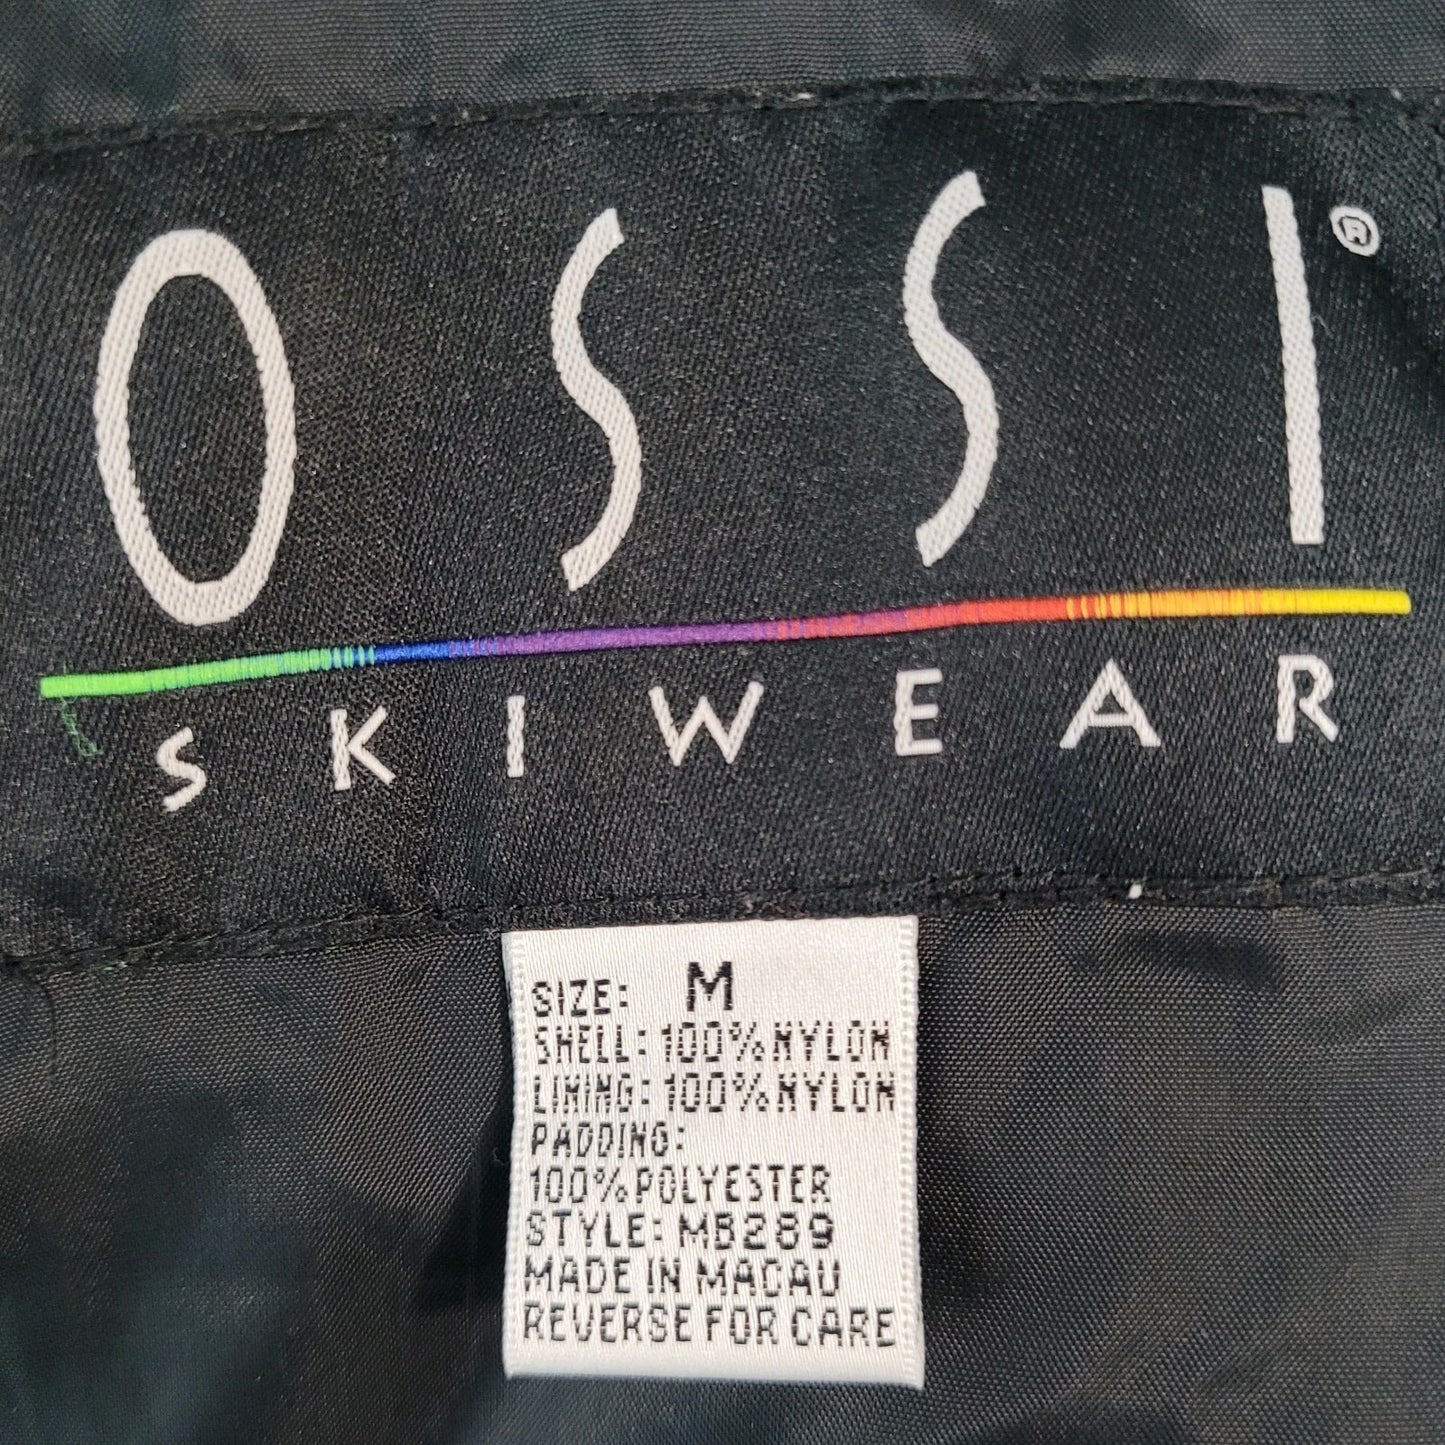 OSSI®
SKIWEAR
SIZE: M
SHELL: 100% NYLON
LINING: 100% NYLON
PADDING:
100% POLYESTER
STYLE: MB289
MADE IN MACAU
REVERSE FOR CARE